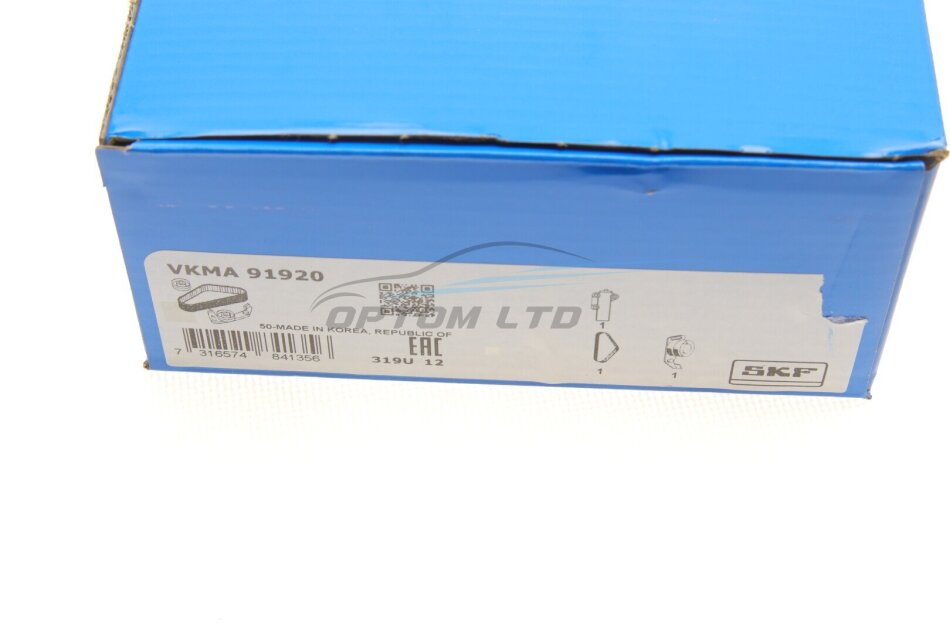 VKMA 91920
OPTOM LTD
50-MADE IN KOREA, REPUBLIC OF
7 316574 841356
EAC
319U 12
1
1
1
SKF